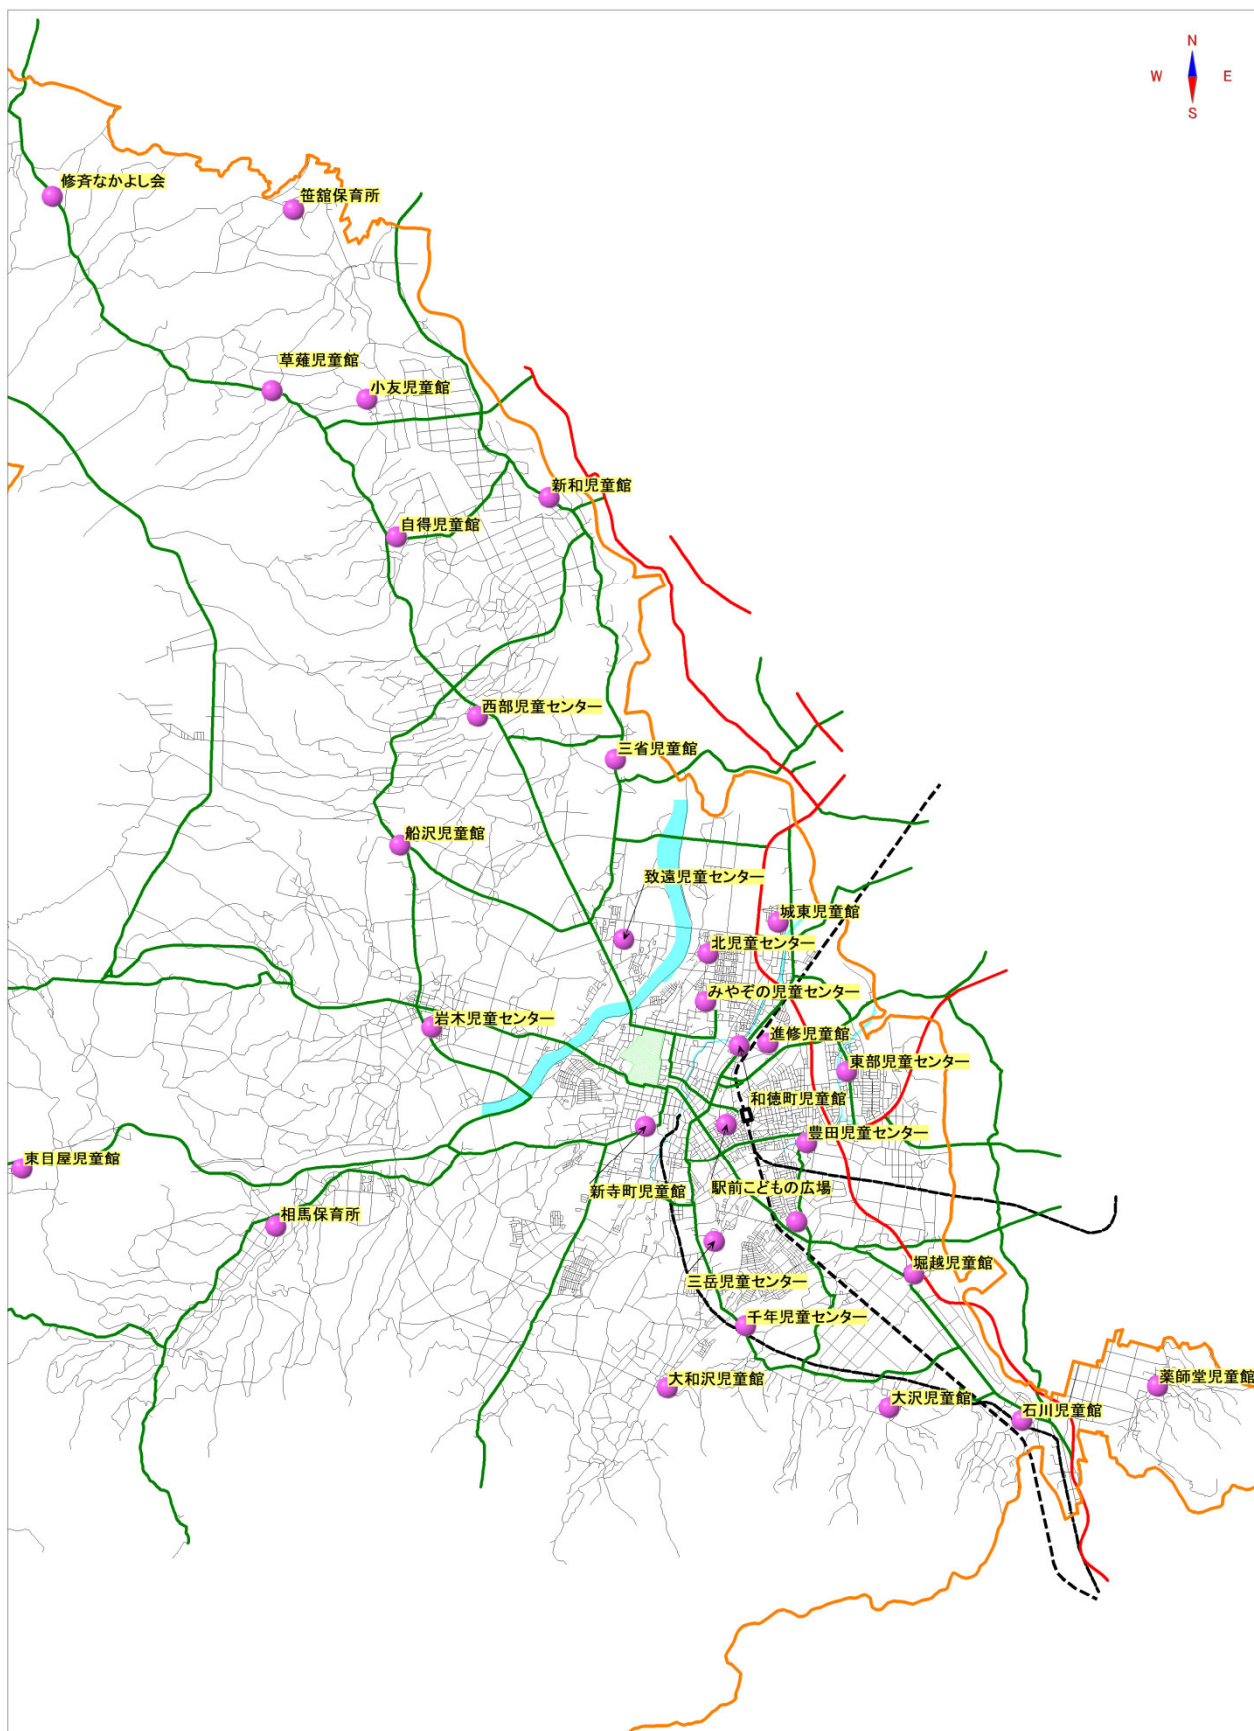 N
W E
S
修斉なかよし会
笹舘保育所
草薙児童館
小友児童館
新和児童館
自得児童館
西部児童センター
三省児童館
船沢児童館
致遠児童センター
城東児童館
北児童センター
みやぞの児童センター
岩木児童センター
進修児童館
東部児童センター
和徳町児童館
豊田児童センター
東目屋児童館
新寺町児童館
駅前こどもの広場
相馬保育所
堀越児童館
三岳児童センター
千年児童センター
大和沢児童館
薬師堂児童館
大沢児童館
石川児童館